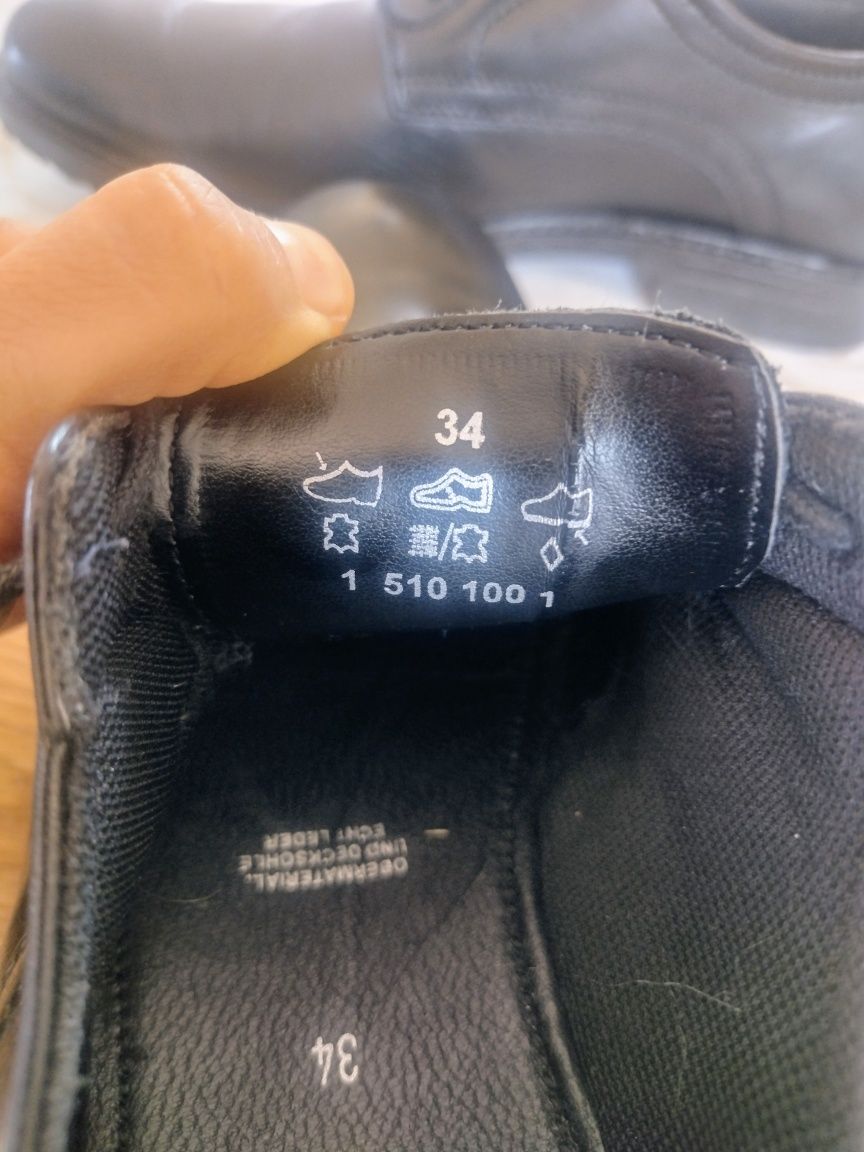 34
1 510 100 1
OBERMATERIAL,
UND DECKSOHLE
ECHT LEDER
34